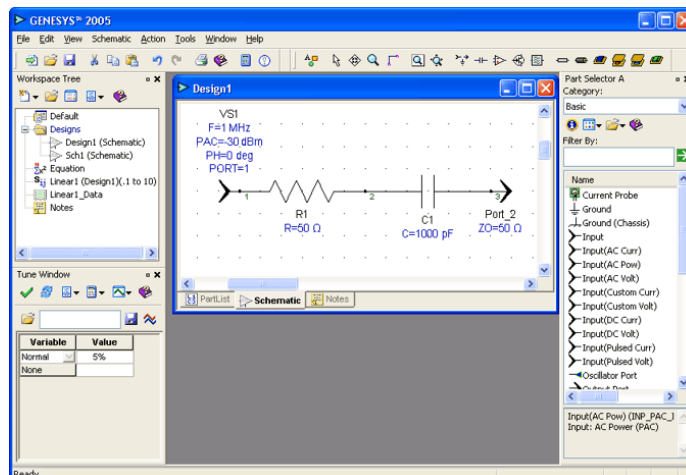 GENESYS™ 2005
File Edit View Schematic Action Tools Window Help
Workspace Tree
Default
Designs
Design1 (Schematic)
Sch1 (Schematic)
Equation
Linear1 (Design1)(.1 to 10)
Linear1_Data
Notes
Tune Window
Variable Value
Normal 5%
None
Design1
VS1
F=1 MHz
PAC=-30 dBm
PH=0 deg
PORT=1
1 2 3
R1
R=50 Ω
C1
C=1000 pF
Port_2
ZO=50 Ω
PartList Schematic Notes
Part Selector A
Category:
Basic
Filter By:
Name
Current Probe
Ground
Ground (Chassis)
Input
Input(AC Curr)
Input(AC Pow)
Input(AC Volt)
Input(Custom Curr)
Input(Custom Volt)
Input(DC Curr)
Input(DC Volt)
Input(Pulsed Curr)
Input(Pulsed Volt)
Oscillator Port
Output Port
Input(AC Pow) (INP_PAC_
Input: AC Power (PAC)
Ready